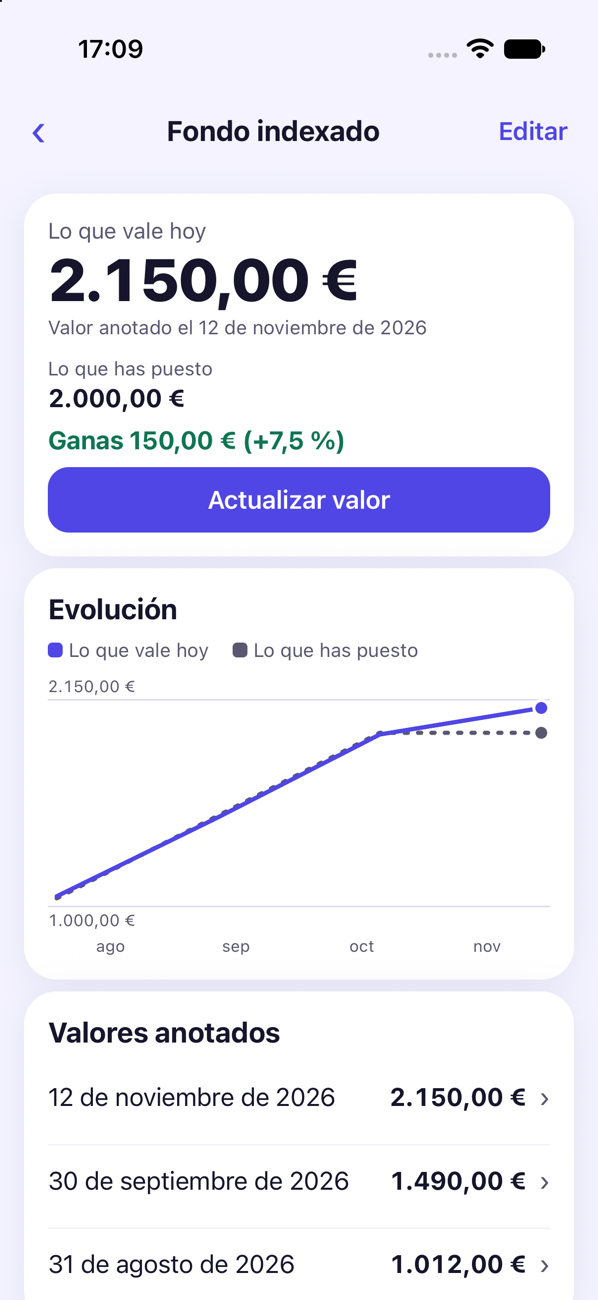 17:09
Fondo indexado
Editar
Lo que vale hoy
2.150,00 €
Valor anotado el 12 de noviembre de 2026
Lo que has puesto
2.000,00 €
Ganas 150,00 € (+7,5 %)
Actualizar valor
Evolución
Lo que vale hoy
Lo que has puesto
2.150,00 €
1.000,00 €
ago sep oct nov
Valores anotados
12 de noviembre de 2026 2.150,00 €
30 de septiembre de 2026 1.490,00 €
31 de agosto de 2026 1.012,00 €